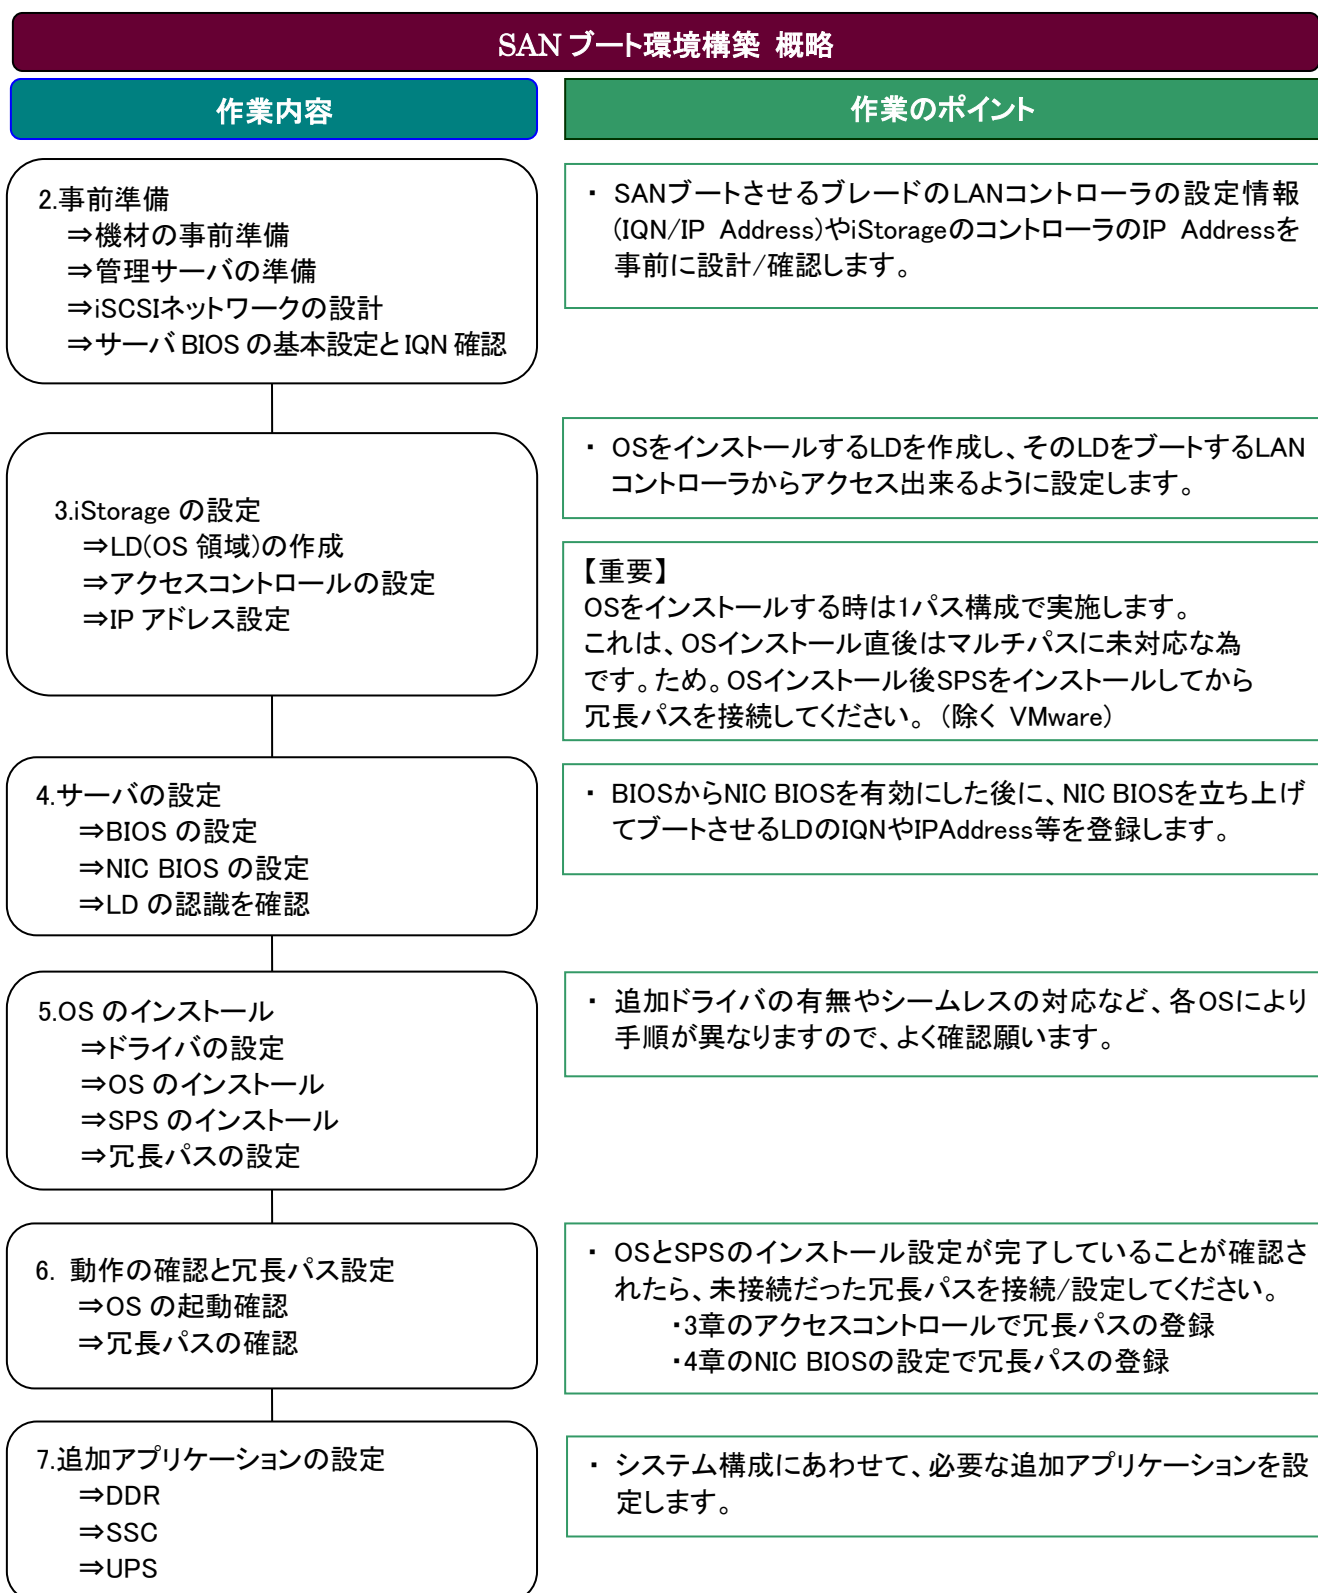 SAN ブート環境構築 概略
作業内容
作業のポイント
2.事前準備
⇒機材の事前準備
⇒管理サーバの準備
⇒iSCSIネットワークの設計
⇒サーバ BIOS の基本設定と IQN 確認
・ SANブートさせるブレードのLANコントローラの設定情報
(IQN/IP Address)やiStorageのコントローラのIP Addressを
事前に設計/確認します。
3.iStorage の設定
⇒LD(OS 領域)の作成
⇒アクセスコントロールの設定
⇒IP アドレス設定
・ OSをインストールするLDを作成し、そのLDをブートするLAN
コントローラからアクセス出来るように設定します。
【重要】
OSをインストールする時は1パス構成で実施します。
これは、OSインストール直後はマルチパスに未対応な為
です。ため。OSインストール後SPSをインストールしてから
冗長パスを接続してください。（除く VMware）
4.サーバの設定
⇒BIOS の設定
⇒NIC BIOS の設定
⇒LD の認識を確認
・ BIOSからNIC BIOSを有効にした後に、NIC BIOSを立ち上げ
てブートさせるLDのIQNやIPAddress等を登録します。
5.OS のインストール
⇒ドライバの設定
⇒OS のインストール
⇒SPS のインストール
⇒冗長パスの設定
・ 追加ドライバの有無やシームレスの対応など、各OSにより
手順が異なりますので、よく確認願います。
6. 動作の確認と冗長パス設定
⇒OS の起動確認
⇒冗長パスの確認
・ OSとSPSのインストール設定が完了していることが確認さ
れたら、未接続だった冗長パスを接続/設定してください。
・3章のアクセスコントロールで冗長パスの登録
・4章のNIC BIOSの設定で冗長パスの登録
7.追加アプリケーションの設定
⇒DDR
⇒SSC
⇒UPS
・ システム構成にあわせて、必要な追加アプリケーションを設
定します。